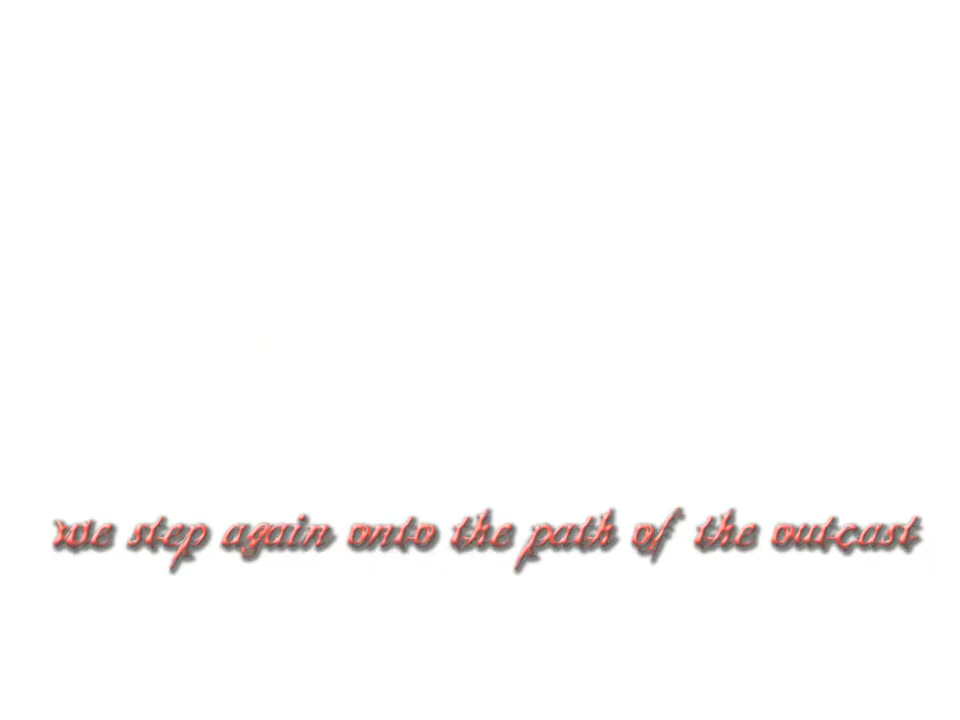 we step again onto the path of the outcast